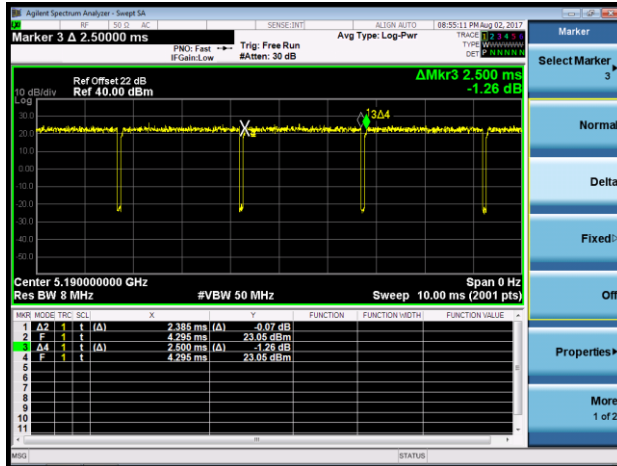 Agilent Spectrum Analyzer - Swept SA
RF 50 Ω AC SENSE:INT ALIGN AUTO 08:55:11 PM Aug 02, 2017
Marker 3 Δ 2.50000 ms
Avg Type: Log-Pwr
TRACE 1 2 3 4 5 6
TYPE WWWWWW
DET P N N N N N
PNO: Fast
IFGain:Low
Trig: Free Run
#Atten: 30 dB
ΔMkr3 2.500 ms
-1.26 dB
Ref Offset 22 dB
Ref 40.00 dBm
10 dB/div
Log
30.0
20.0
10.0
0.00
-10.0
-20.0
-30.0
-40.0
-50.0
13Δ4
Center 5.190000000 GHz
Span 0 Hz
Res BW 8 MHz
#VBW 50 MHz
Sweep 10.00 ms (2001 pts)
MKR MODE TRC SCL X Y FUNCTION FUNCTION WIDTH FUNCTION VALUE
1 Δ2 1 t (Δ) 2.385 ms (Δ) -0.07 dB
2 F 1 t 4.295 ms 23.05 dBm
3 Δ4 1 t (Δ) 2.500 ms (Δ) -1.26 dB
4 F 1 t 4.295 ms 23.05 dBm
5
6
7
8
9
10
11
MSG
STATUS
Marker
Select Marker
3
Normal
Delta
Fixed
Off
Properties
More
1 of 2